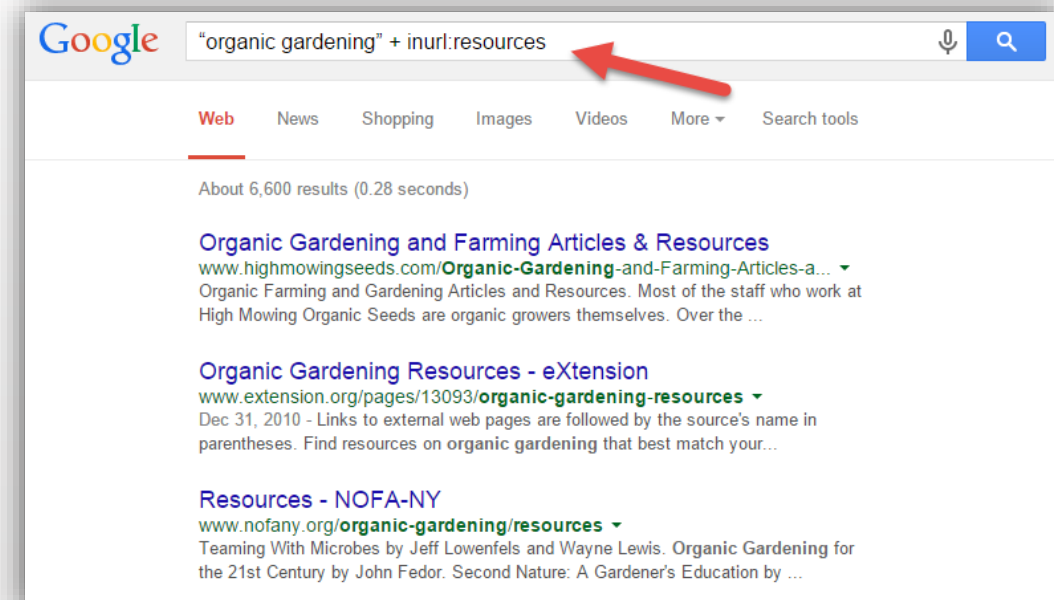 Google “organic gardening” + inurl:resources
Web News Shopping Images Videos More Search tools
About 6,600 results (0.28 seconds)
Organic Gardening and Farming Articles & Resources
www.highmowingseeds.com/Organic-Gardening-and-Farming-Articles-a...
Organic Farming and Gardening Articles and Resources. Most of the staff who work at
High Mowing Organic Seeds are organic growers themselves. Over the ...
Organic Gardening Resources - eXtension
www.extension.org/pages/13093/organic-gardening-resources
Dec 31, 2010 - Links to external web pages are followed by the source's name in
parentheses. Find resources on organic gardening that best match your...
Resources - NOFA-NY
www.nofany.org/organic-gardening/resources
Teaming With Microbes by Jeff Lowenfels and Wayne Lewis. Organic Gardening for
the 21st Century by John Fedor. Second Nature: A Gardener's Education by ...